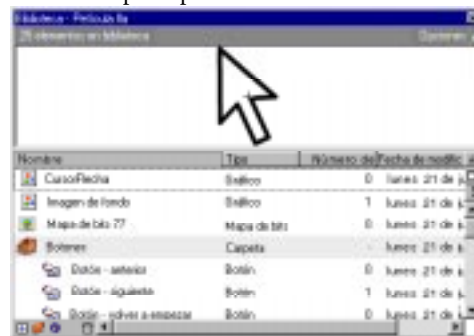 Biblioteca - Película 8a
25 elementos en biblioteca Opciones
Nombre Tipo Número de Fecha de modific
CursorFlecha Gráfico 0 lunes 21 de j
Imagen de fondo Gráfico 1 lunes 21 de j
Mapa de bits 77 Mapa de bits 0 lunes 21 de j
Botones Carpeta - lunes 21 de j
Botón - anterior Botón 0 lunes 21 de j
Botón - siguiente Botón 1 lunes 21 de j
Botón - volver a empezar Botón 0 lunes 21 de j